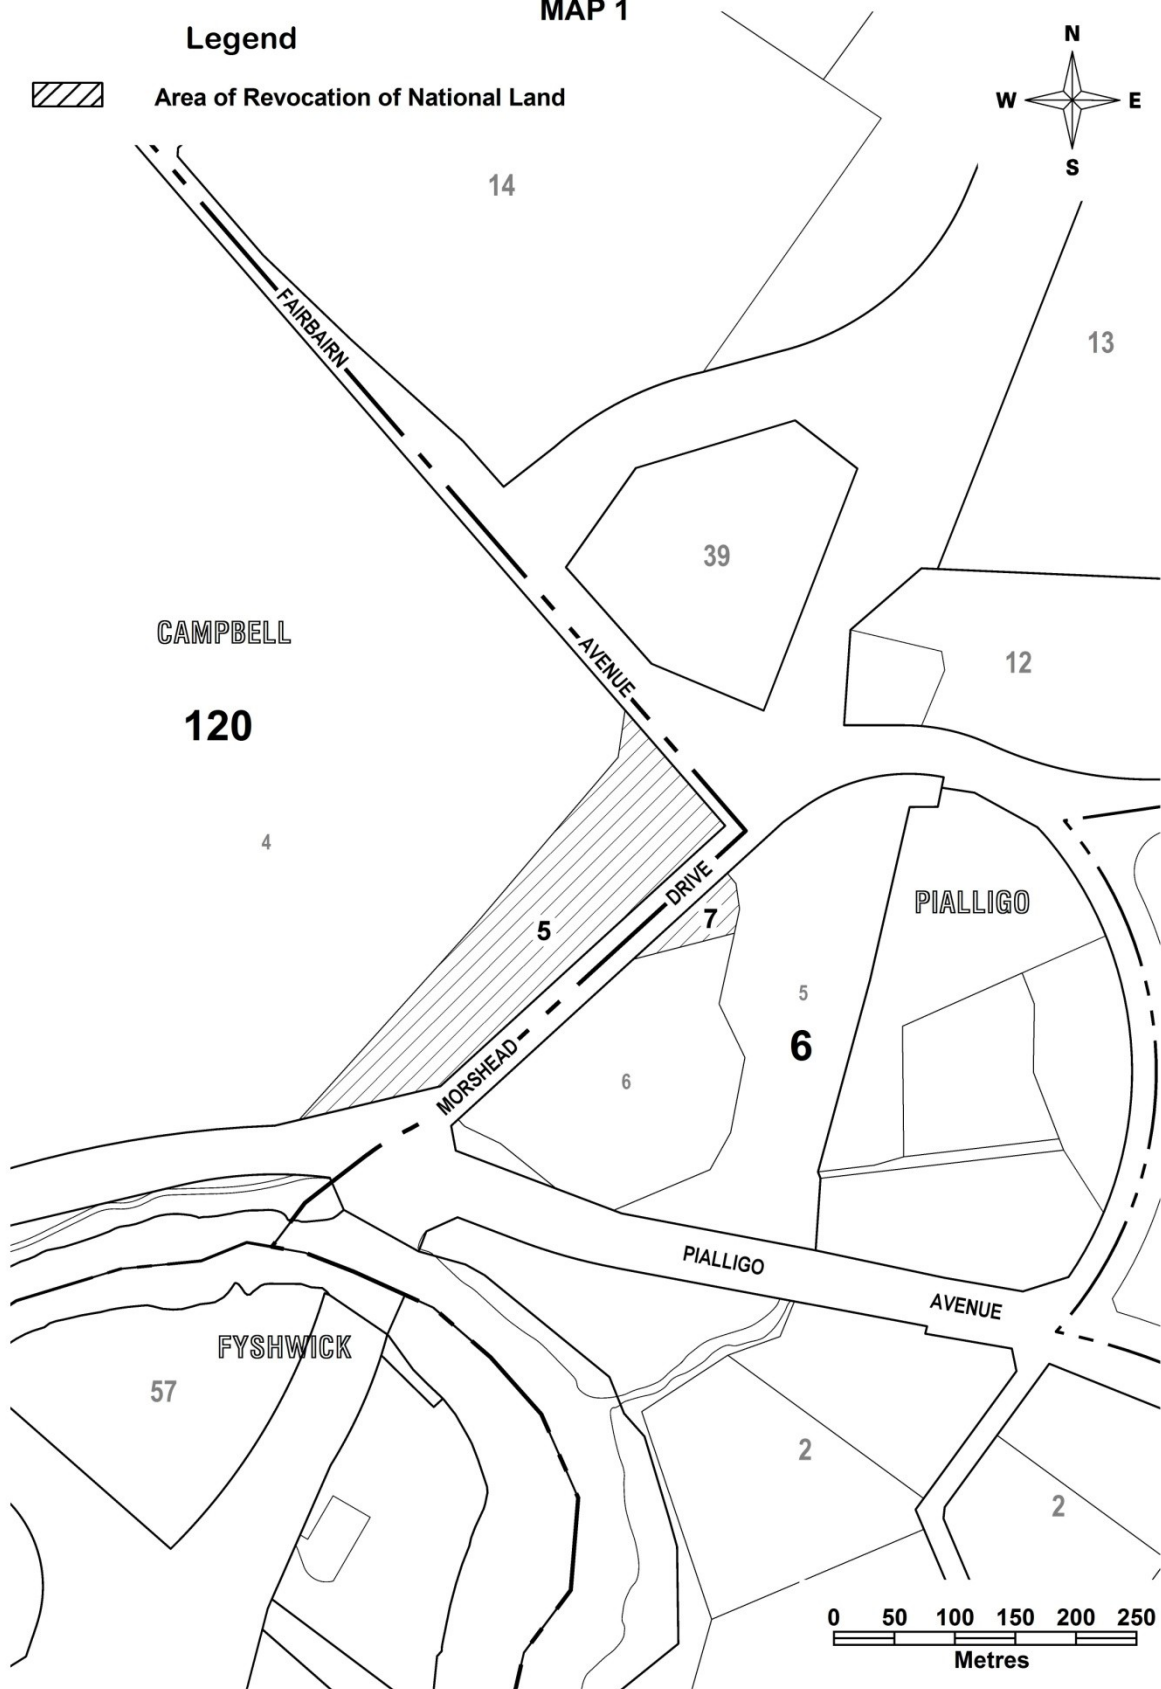 MAP 1
Legend
Area of Revocation of National Land
N
W
E
S
14
13
FAIRBAIRN
39
CAMPBELL
AVENUE
12
120
4
DRIVE
PIALLIGO
7
5
5
6
MORSHEAD
6
PIALLIGO
AVENUE
FYSHWICK
57
2
2
0 50 100 150 200 250
Metres